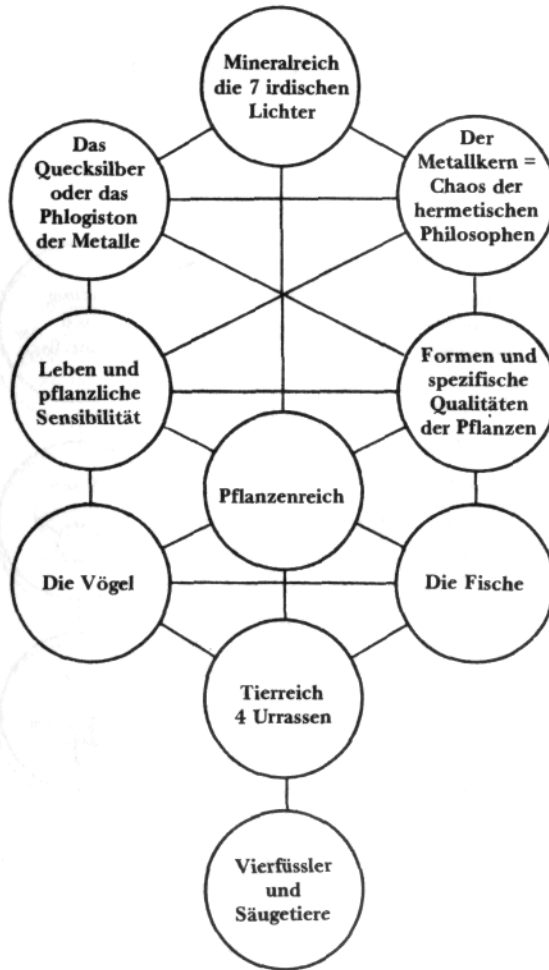 Mineralreich
die 7 irdischen
Lichter
Das
Quecksilber
oder das
Phlogiston
der Metalle
Der
Metallkern =
Chaos der
hermetischen
Philosophen
Leben und
pflanzliche
Sensibilität
Formen und
spezifische
Qualitäten
der Pflanzen
Pflanzenreich
Die Vögel
Die Fische
Tierreich
4 Urrassen
Vierfüssler
und
Säugetiere